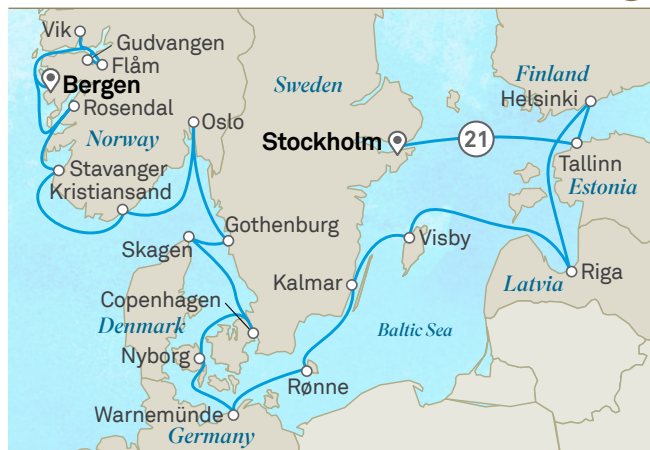 Vik
Gudvangen
Flåm
Bergen
Rosendal
Norway
Oslo
Stavanger
Kristiansand
Sweden
Stockholm
21
Finland
Helsinki
Tallinn
Estonia
Gothenburg
Skagen
Visby
Kalmar
Latvia
Riga
Copenhagen
Denmark
Baltic Sea
Nyborg
Rønne
Warnemünde
Germany